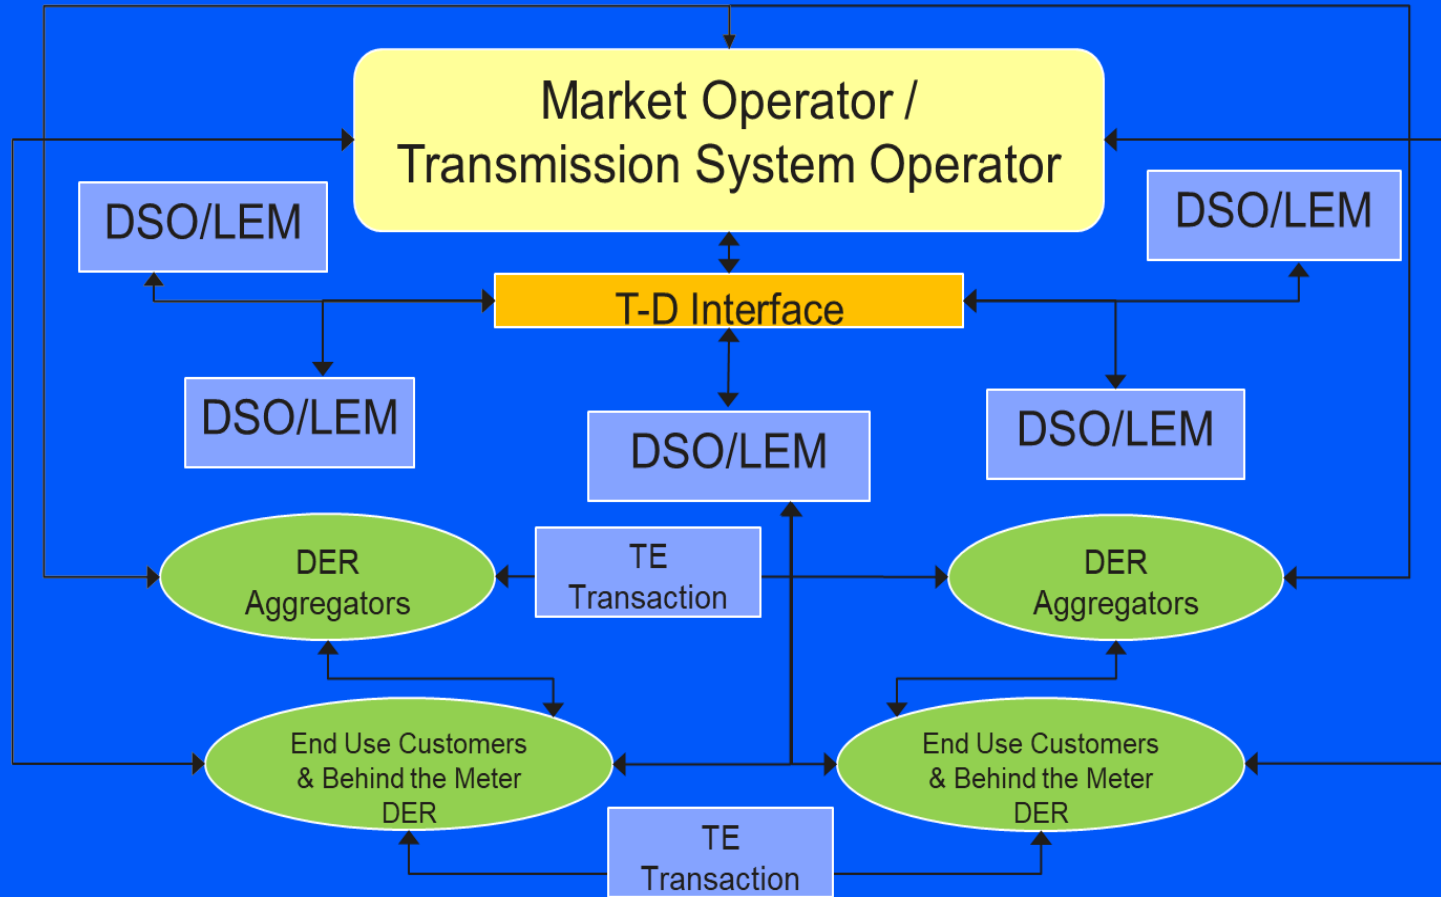 Market Operator /
Transmission System Operator
DSO/LEM
DSO/LEM
T-D Interface
DSO/LEM
DSO/LEM
DSO/LEM
DER
Aggregators
TE
Transaction
DER
Aggregators
End Use Customers
& Behind the Meter
DER
End Use Customers
& Behind the Meter
DER
TE
Transaction